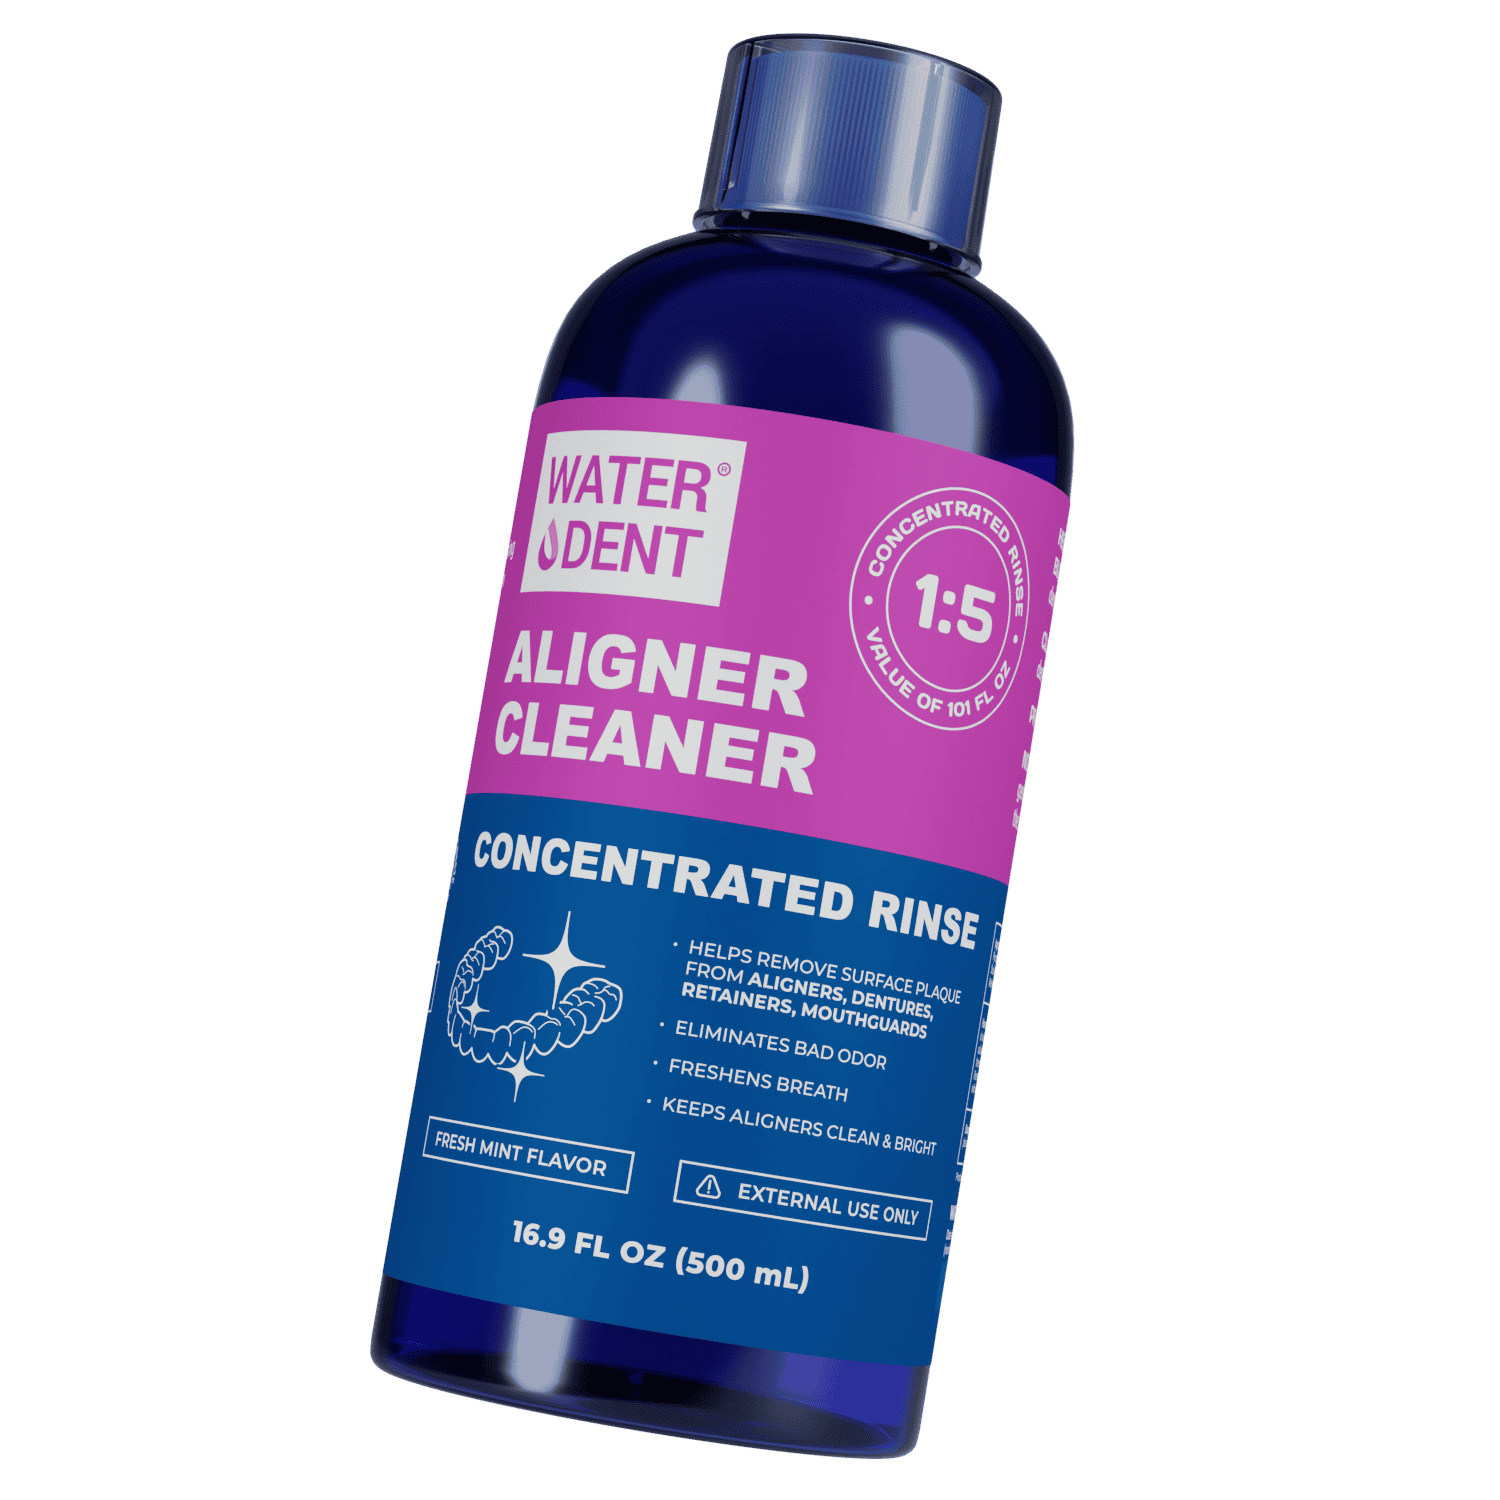 WATER®
DENT
CONCENTRATED RINSE
1:5
VALUE OF 101 FL OZ
ALIGNER
CLEANER
CONCENTRATED RINSE
• HELPS REMOVE SURFACE PLAQUE
FROM ALIGNERS, DENTURES,
RETAINERS, MOUTHGUARDS
• ELIMINATES BAD ODOR
• FRESHENS BREATH
• KEEPS ALIGNERS CLEAN & BRIGHT
FRESH MINT FLAVOR
EXTERNAL USE ONLY
16.9 FL OZ (500 mL)